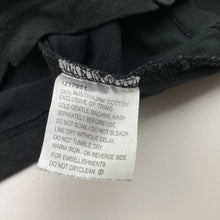 1217951
100% AUSTRALIAN COTTON
EXCLUSIVE OF TRIMS
COLD GENTLE MACHINE WASH
SEPARATELY BEFORE USE.
DO NOT SOAK / DO NOT BLEACH.
LINE DRY WITHOUT DELAY.
DO NOT TUMBLE DRY.
WARM IRON / ON REVERSE SIDE
FOR EMBELLISHMENTS
DO NOT DRYCLEAN